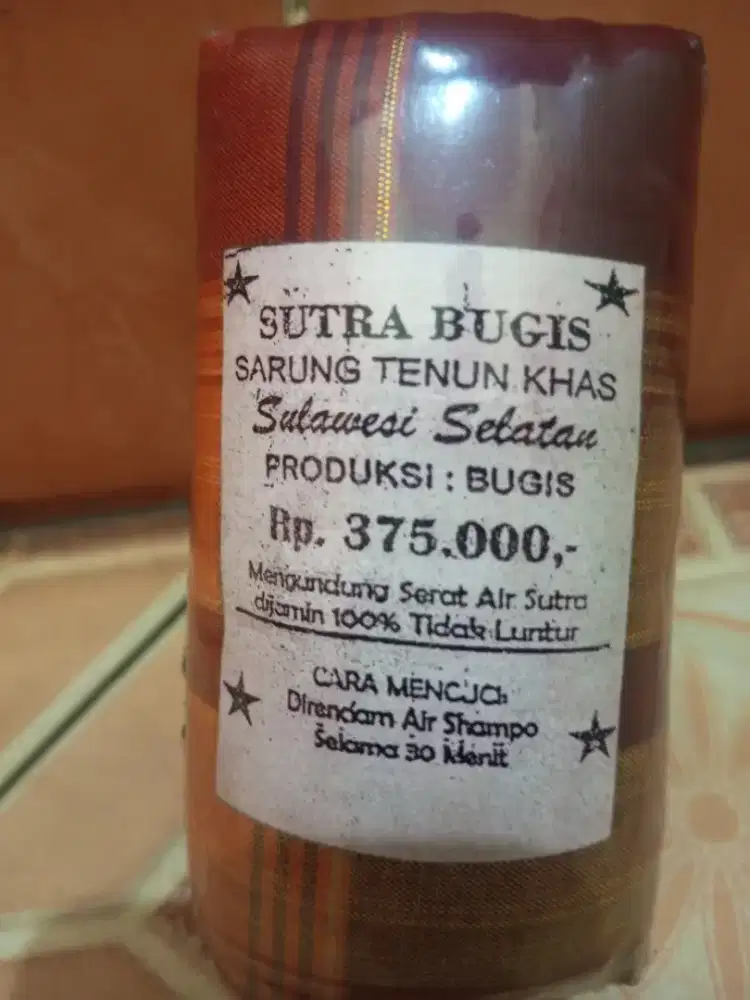 SUTRA BUGIS
SARUNG TENUN KHAS
Sulawesi Selatan
PRODUKSI : BUGIS
Rp. 375.000,-
Mengandung Serat Air Sutra
dijamin 100% Tidak Luntur
CARA MENCUCI
Direndam Air Shampo
Selama 30 Menit